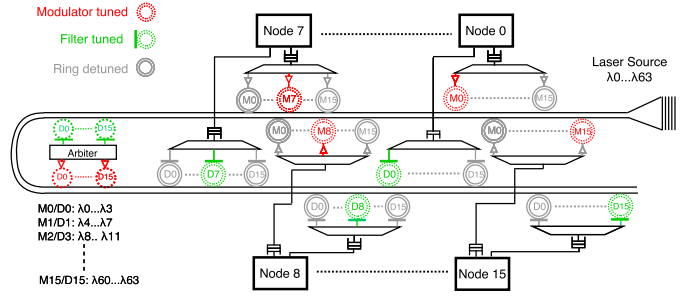 Modulator tuned
Filter tuned
Ring detuned
Node 7
Node 0
Laser Source
λ0...λ63
M0 M7 M15
M0 M15
D0 D15
M0 M8 M15
M0 M15
Arbiter
D0 D15
D0 D7 D15
D0 D15
D0 D8 D15
D0 D15
M0/D0: λ0...λ3
M1/D1: λ4...λ7
M2/D3: λ8.. λ11
M15/D15: λ60...λ63
Node 8
Node 15